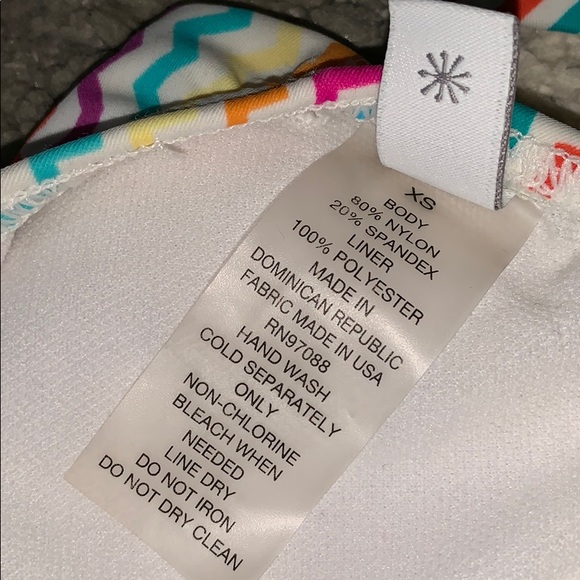 XS
BODY
80% NYLON
20% SPANDEX
LINER
100% POLYESTER
MADE IN
DOMINICAN REPUBLIC
FABRIC MADE IN USA
RN97088
HAND WASH
COLD SEPARATELY
ONLY
NON-CHLORINE
BLEACH WHEN
NEEDED
LINE DRY
DO NOT IRON
DO NOT DRY CLEAN